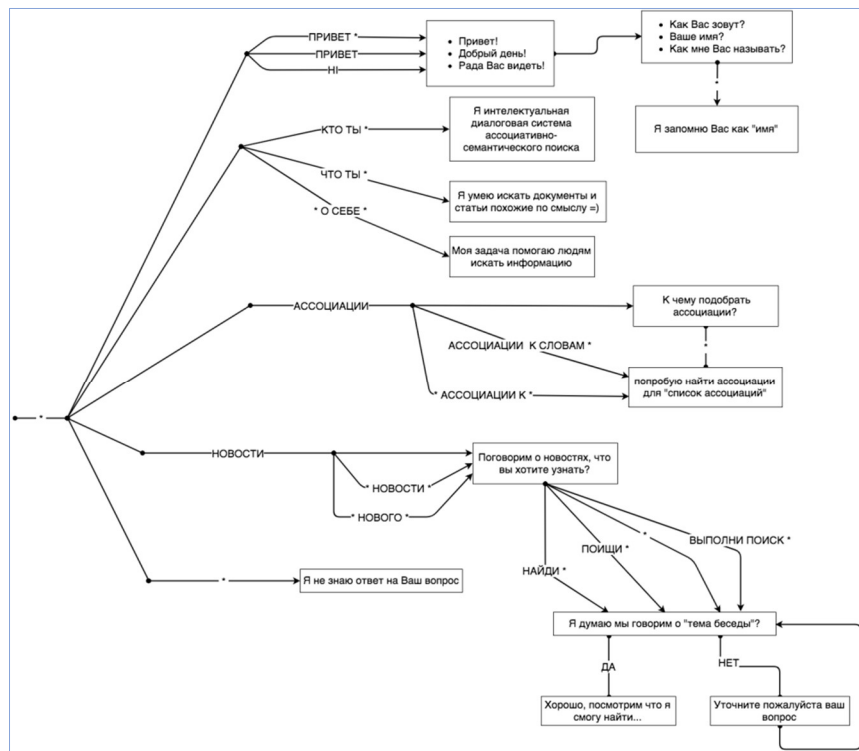 ПРИВЕТ *
ПРИВЕТ
HI
• Привет!
• Добрый день!
• Рада Вас видеть!
• Как Вас зовут?
• Ваше имя?
• Как мне Вас называть?
*
Я запомню Вас как "имя"
КТО ТЫ *
Я интелектуальная
диалоговая система
ассоциативно-
семантического поиска
ЧТО ТЫ *
Я умею искать документы и
статьи похожие по смыслу =)
* О СЕБЕ *
Моя задача помогаю людям
искать информацию
АССОЦИАЦИИ
К чему подобрать
ассоциации?
*
АССОЦИАЦИИ К СЛОВАМ *
* АССОЦИАЦИИ К *
попробую найти ассоциации
для "список ассоциаций"
*
НОВОСТИ
* НОВОСТИ *
* НОВОГО *
Поговорим о новостях, что
вы хотите узнать?
НАЙДИ *
ПОИЩИ *
*
ВЫПОЛНИ ПОИСК *
*
Я не знаю ответ на Ваш вопрос
Я думаю мы говорим о "тема беседы"?
ДА
НЕТ
Хорошо, посмотрим что я
смогу найти...
Уточните пожалуйста ваш
вопрос